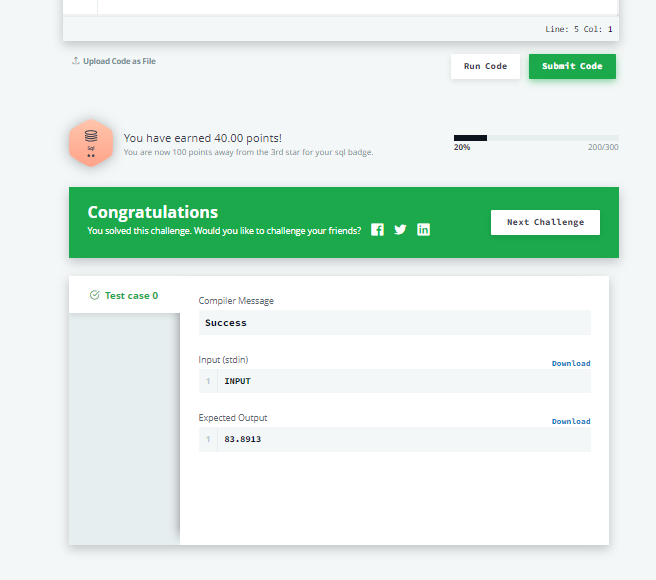 Line: 5 Col: 1
Upload Code as File
Run Code
Submit Code
Sql
You have earned 40.00 points!
You are now 100 points away from the 3rd star for your sql badge.
20%
200/300
Congratulations
You solved this challenge. Would you like to challenge your friends?
Next Challenge
Test case 0
Compiler Message
Success
Input (stdin)
Download
1 INPUT
Expected Output
Download
1 83.8913